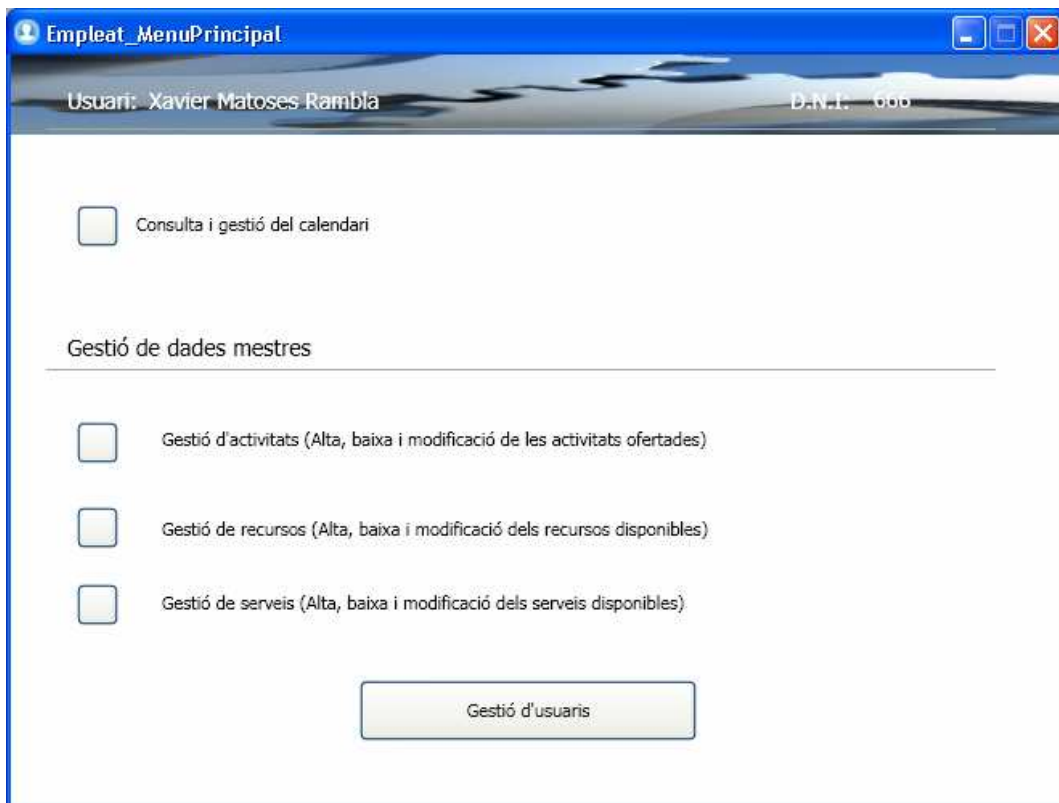 Empleat_MenuPrincipal
Usuari: Xavier Matoses Rambla D.N.I: 666
Consulta i gestió del calendari
Gestió de dades mestres
Gestió d'activitats (Alta, baixa i modificació de les activitats ofertades)
Gestió de recursos (Alta, baixa i modificació dels recursos disponibles)
Gestió de serveis (Alta, baixa i modificació dels serveis disponibles)
Gestió d'usuaris